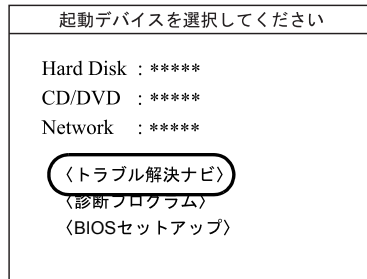 起動デバイスを選択してください
Hard Disk : *****
CD/DVD : *****
Network : *****
〈トラブル解決ナビ〉
〈診断プログラム〉
〈BIOSセットアップ〉